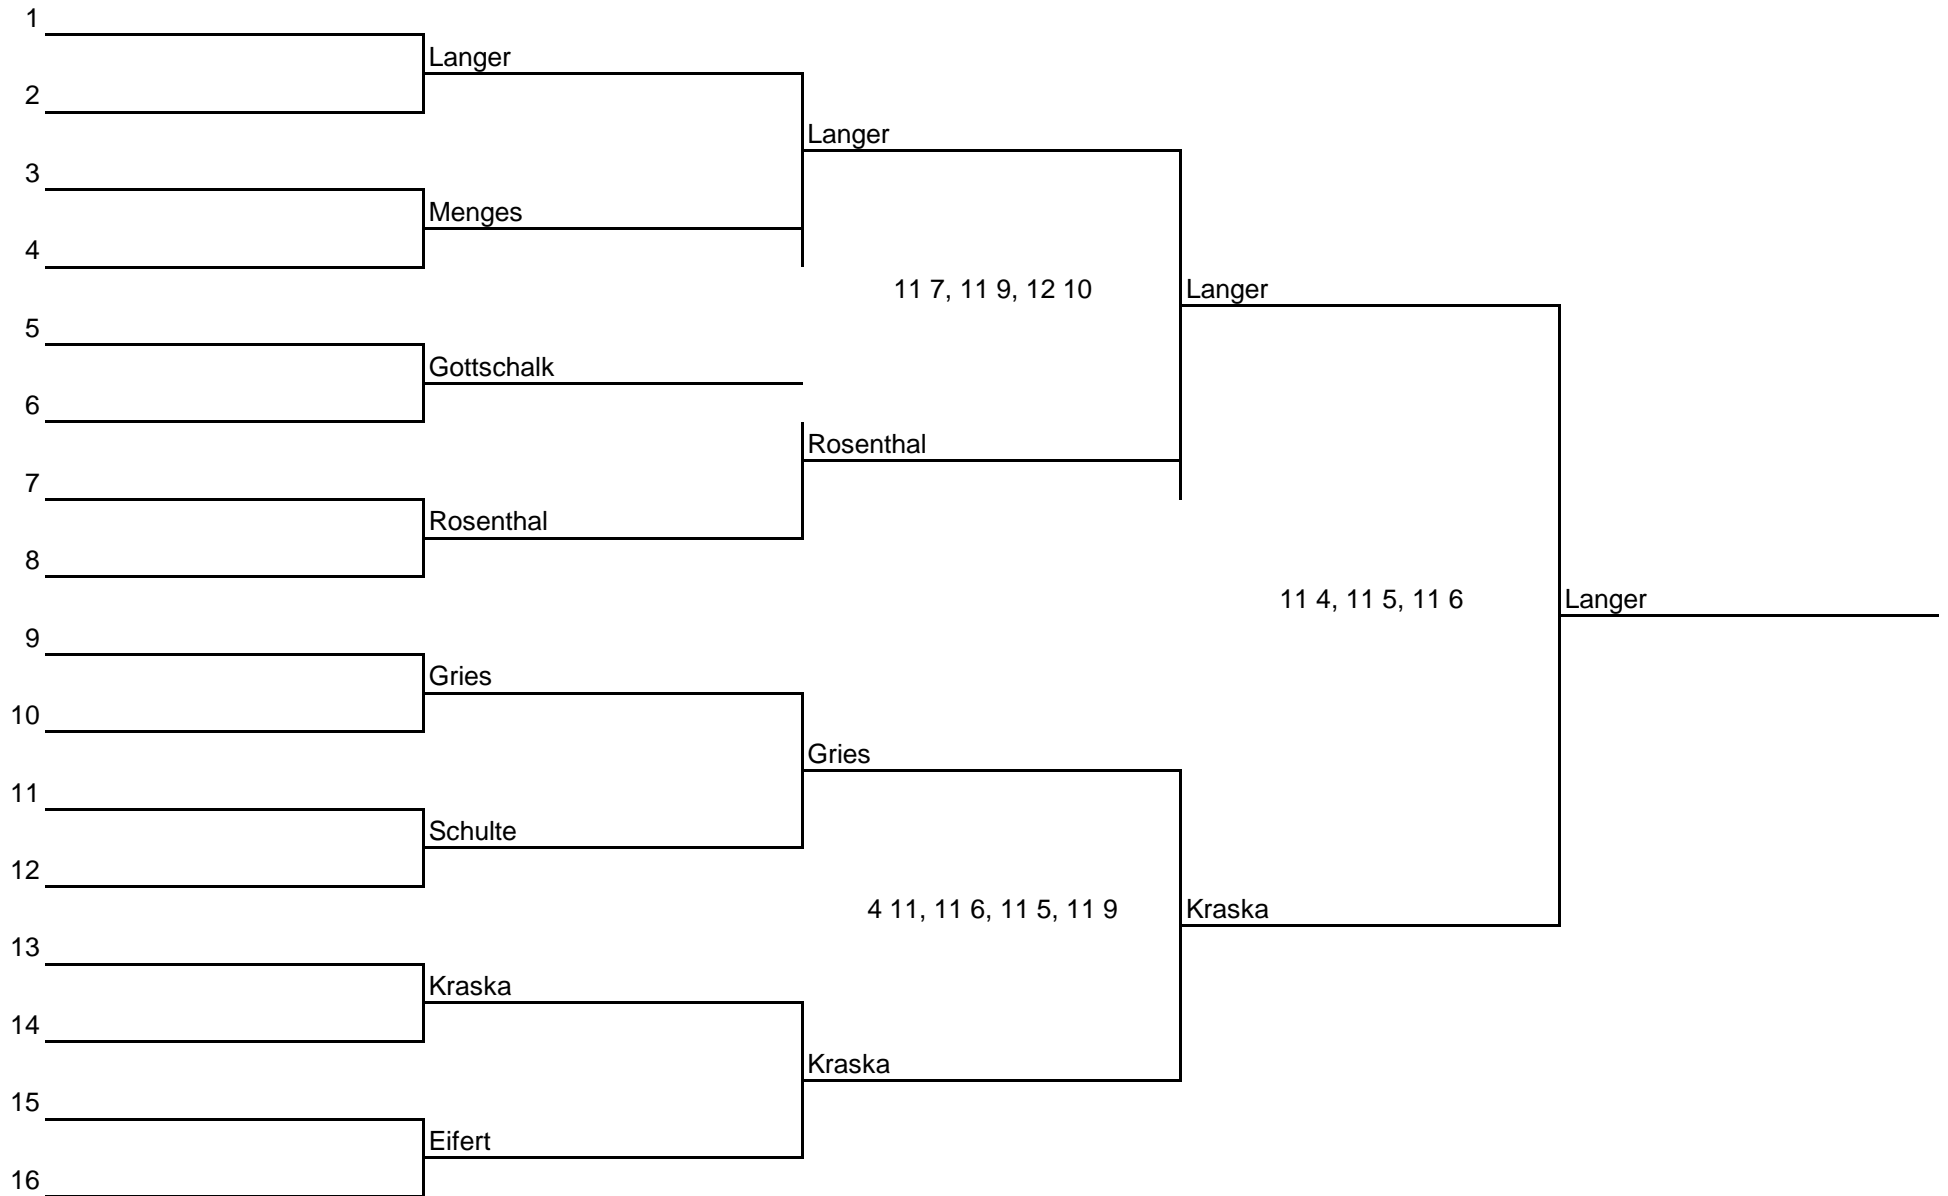 1
Langer
2
Langer
3
Menges
4
11 7, 11 9, 12 10
Langer
5
Gottschalk
6
Rosenthal
7
Rosenthal
8
11 4, 11 5, 11 6
Langer
9
Gries
10
Gries
11
Schulte
12
4 11, 11 6, 11 5, 11 9
Kraska
13
Kraska
14
Kraska
15
Eifert
16